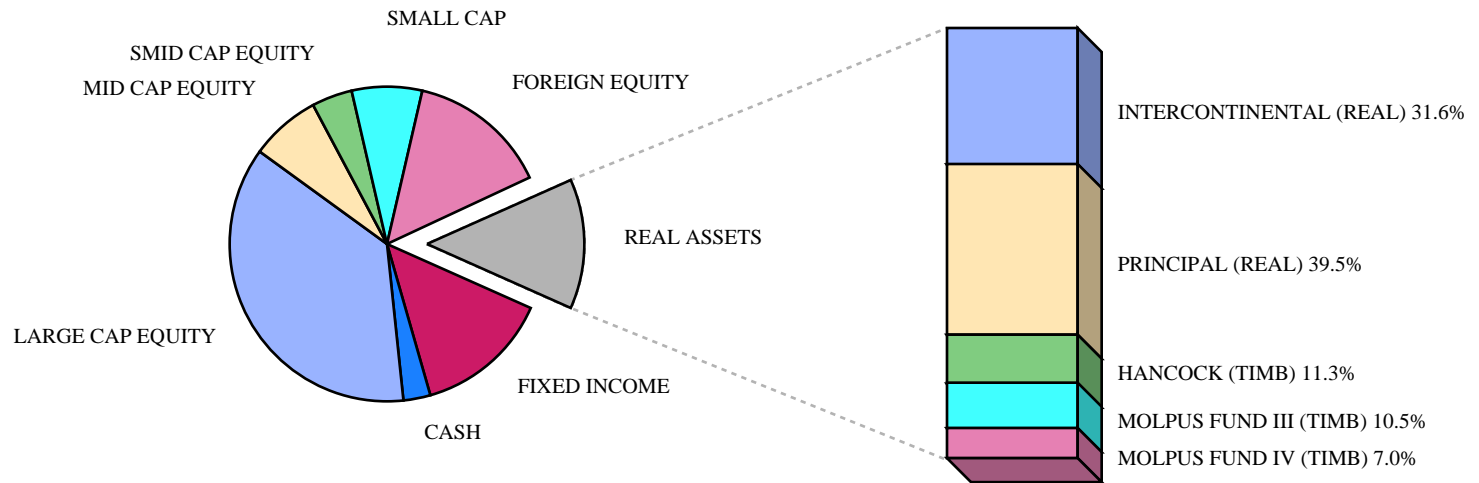 SMALL CAP
SMID CAP EQUITY
MID CAP EQUITY
FOREIGN EQUITY
REAL ASSETS
LARGE CAP EQUITY
FIXED INCOME
CASH
INTERCONTINENTAL (REAL) 31.6%
PRINCIPAL (REAL) 39.5%
HANCOCK (TIMB) 11.3%
MOLPUS FUND III (TIMB) 10.5%
MOLPUS FUND IV (TIMB) 7.0%